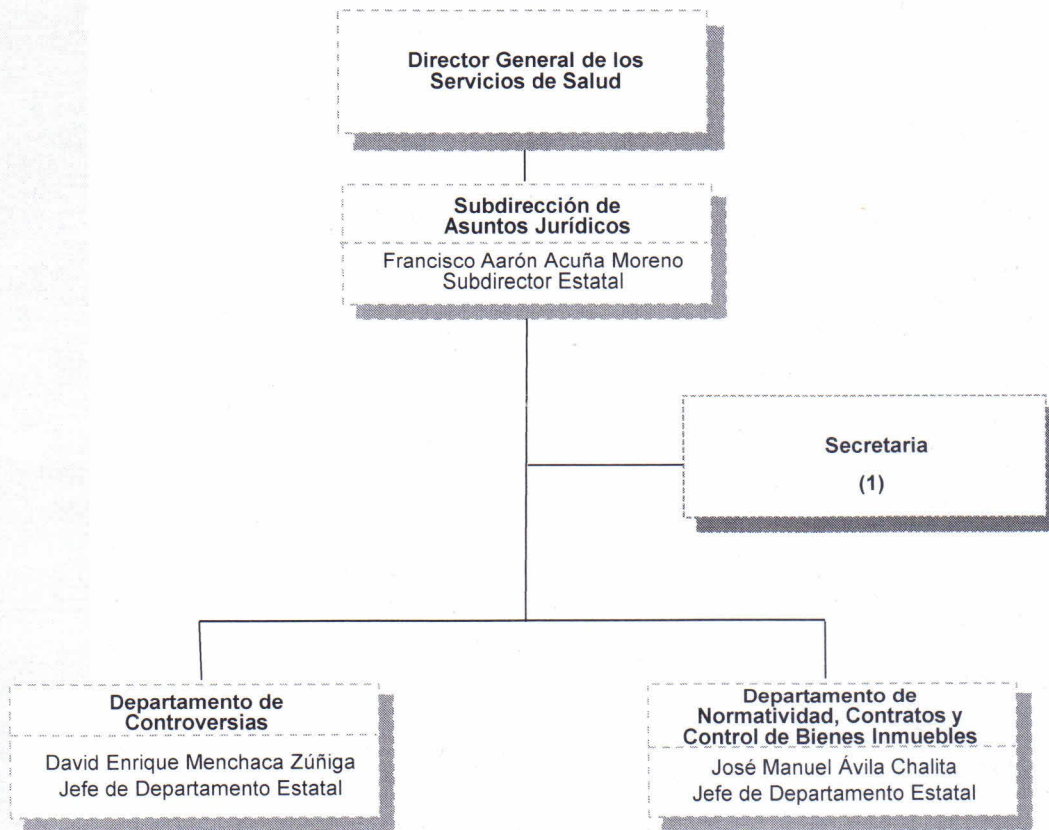 Director General de los
Servicios de Salud
Subdirección de
Asuntos Jurídicos
Francisco Aarón Acuña Moreno
Subdirector Estatal
Secretaria
(1)
Departamento de
Controversias
David Enrique Menchaca Zúñiga
Jefe de Departamento Estatal
Departamento de
Normatividad, Contratos y
Control de Bienes Inmuebles
José Manuel Ávila Chalita
Jefe de Departamento Estatal